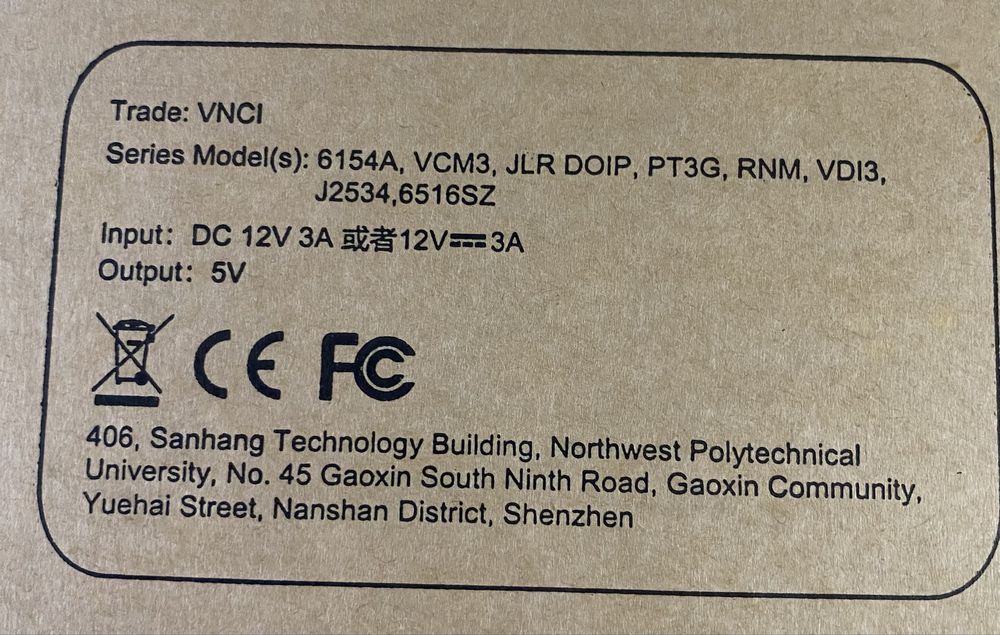 Trade: VNCI
Series Model(s): 6154A, VCM3, JLR DOIP, PT3G, RNM, VDI3,
J2534,6516SZ
Input: DC 12V 3A 或者12V⎓3A
Output: 5V
CE FC
406, Sanhang Technology Building, Northwest Polytechnical
University, No. 45 Gaoxin South Ninth Road, Gaoxin Community,
Yuehai Street, Nanshan District, Shenzhen